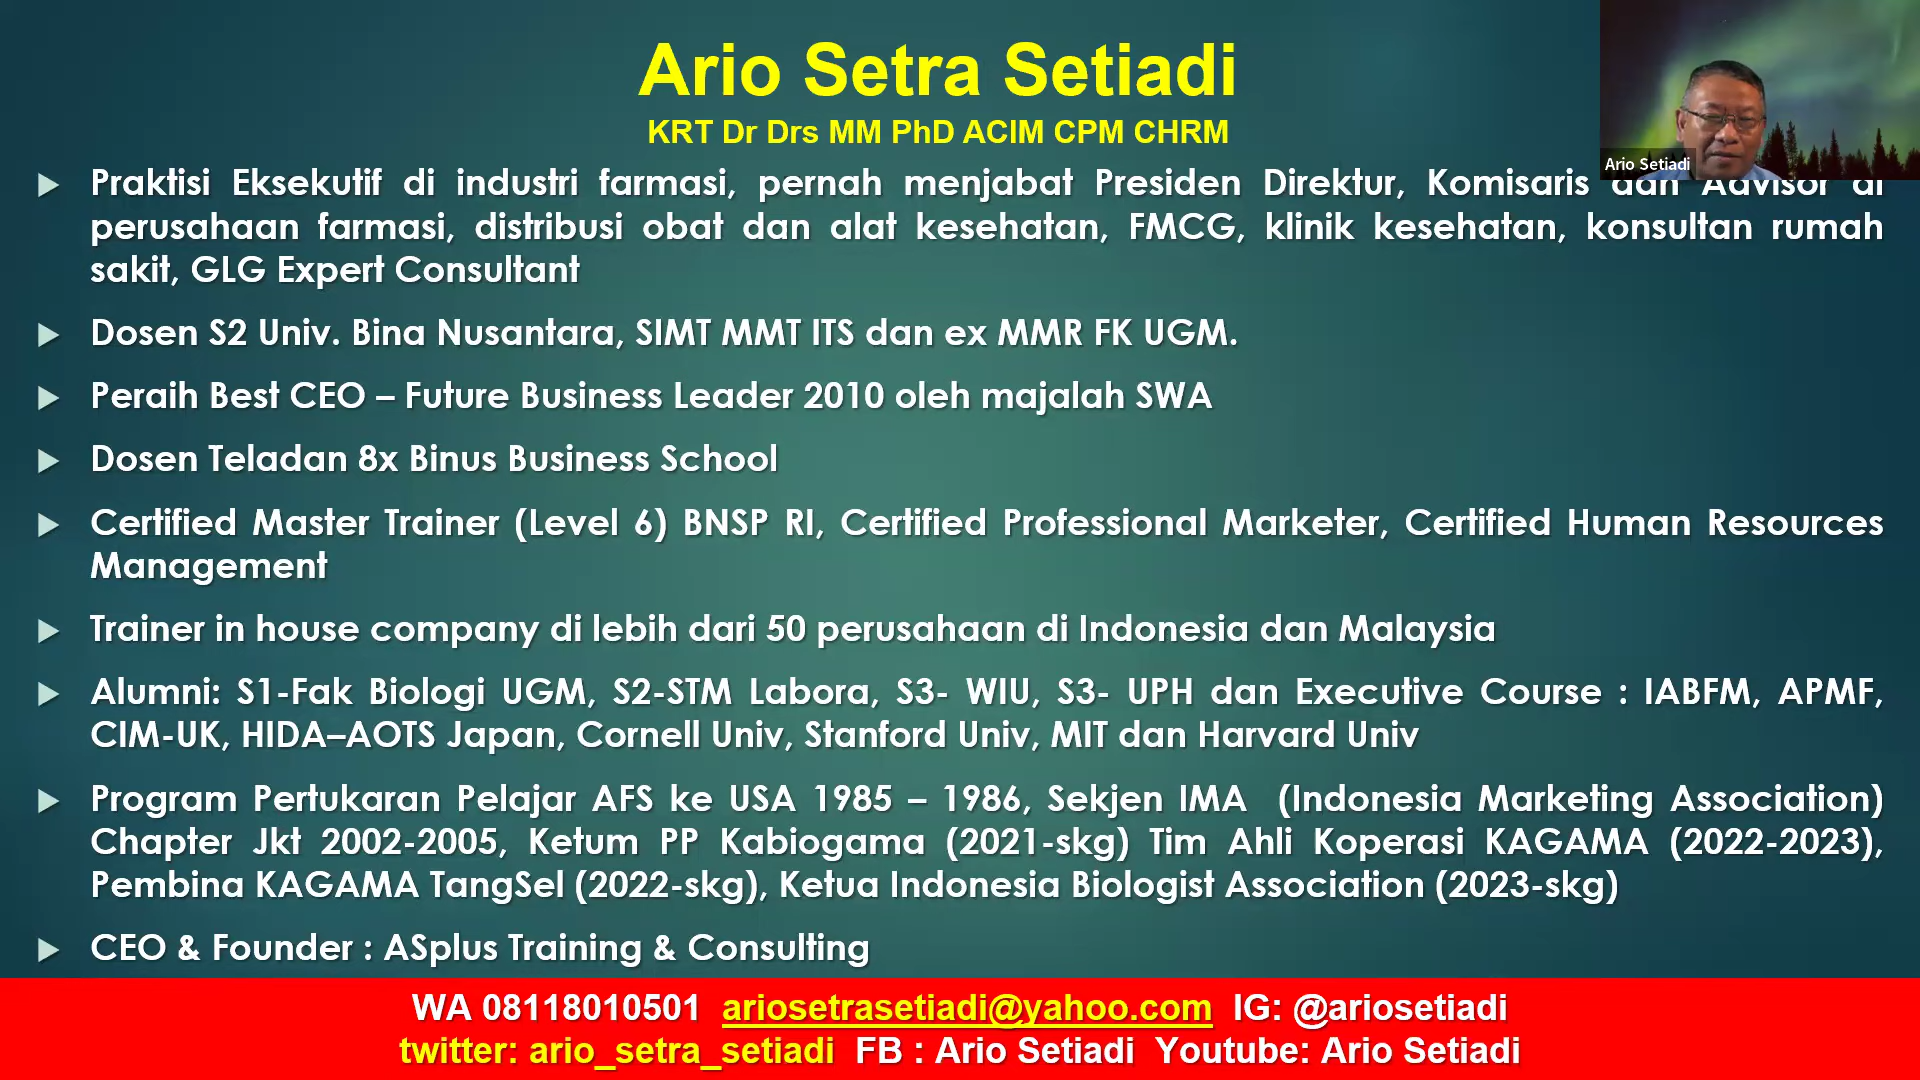 Ario Setra Setiadi
KRT Dr Drs MM PhD ACIM CPM CHRM
Ario Setiadi
Praktisi Eksekutif di industri farmasi, pernah menjabat Presiden Direktur, Komisaris dan Advisor di
perusahaan farmasi, distribusi obat dan alat kesehatan, FMCG, klinik kesehatan, konsultan rumah
sakit, GLG Expert Consultant
Dosen S2 Univ. Bina Nusantara, SIMT MMT ITS dan ex MMR FK UGM.
Peraih Best CEO – Future Business Leader 2010 oleh majalah SWA
Dosen Teladan 8x Binus Business School
Certified Master Trainer (Level 6) BNSP RI, Certified Professional Marketer, Certified Human Resources
Management
Trainer in house company di lebih dari 50 perusahaan di Indonesia dan Malaysia
Alumni: S1-Fak Biologi UGM, S2-STM Labora, S3- WIU, S3- UPH dan Executive Course : IABFM, APMF,
CIM-UK, HIDA–AOTS Japan, Cornell Univ, Stanford Univ, MIT dan Harvard Univ
Program Pertukaran Pelajar AFS ke USA 1985 – 1986, Sekjen IMA (Indonesia Marketing Association)
Chapter Jkt 2002-2005, Ketum PP Kabiogama (2021-skg) Tim Ahli Koperasi KAGAMA (2022-2023),
Pembina KAGAMA TangSel (2022-skg), Ketua Indonesia Biologist Association (2023-skg)
CEO & Founder : ASplus Training & Consulting
WA 08118010501 ariosetrasetiadi@yahoo.com IG: @ariosetiadi
twitter: ario_setra_setiadi FB : Ario Setiadi Youtube: Ario Setiadi